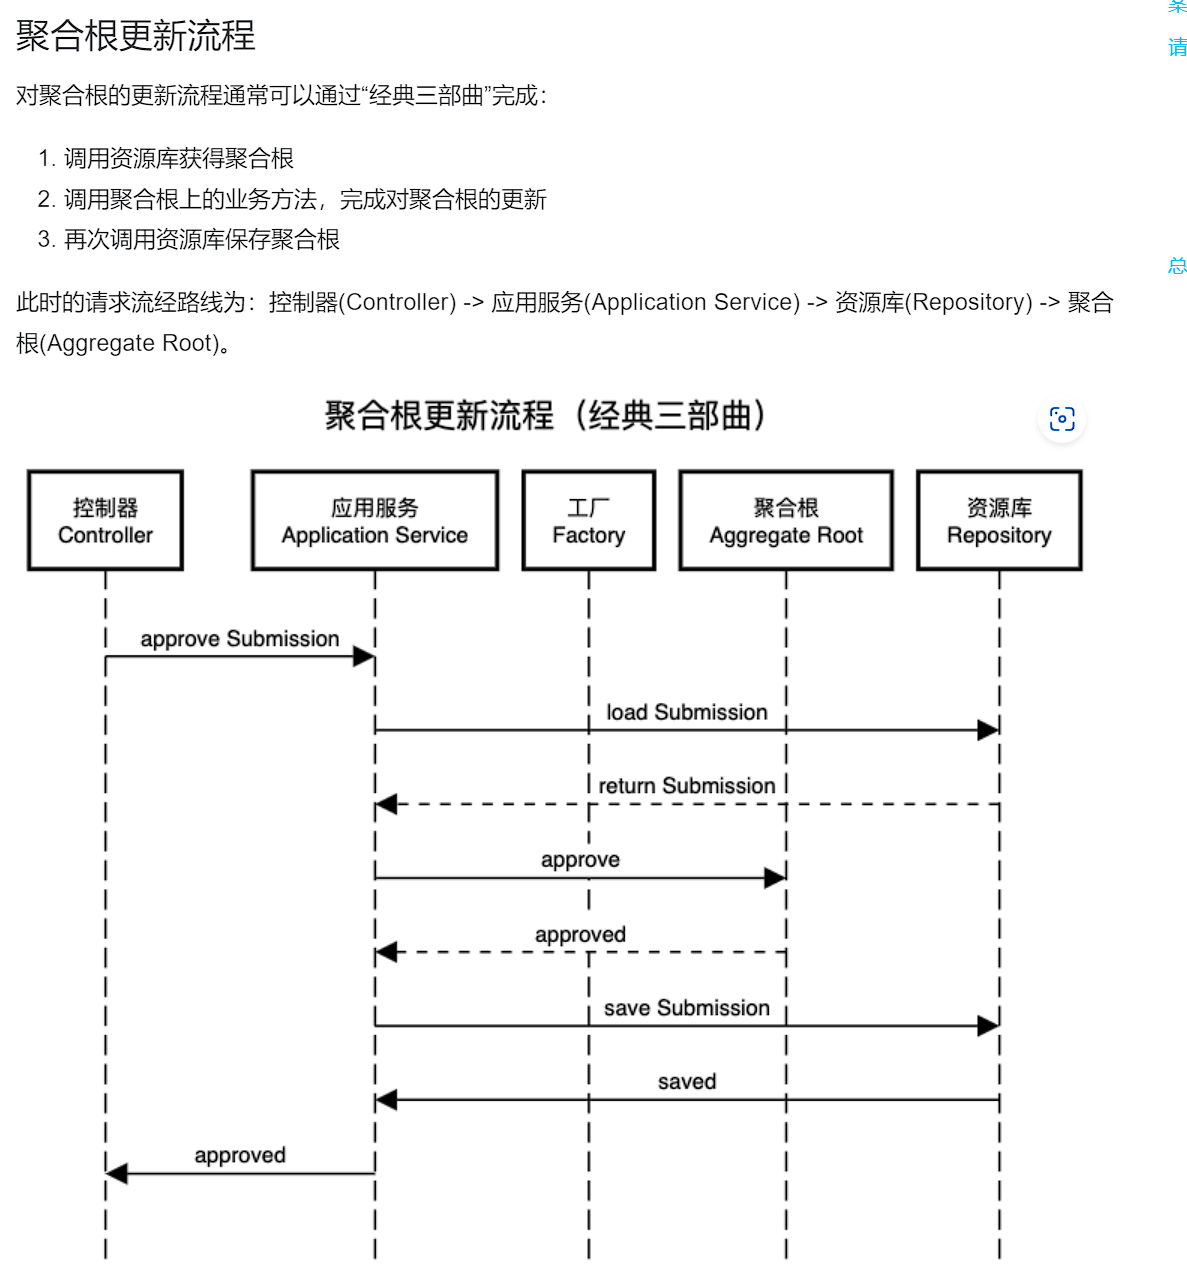 案
请
总
聚合根更新流程
对聚合根的更新流程通常可以通过“经典三部曲”完成：
1. 调用资源库获得聚合根
2. 调用聚合根上的业务方法，完成对聚合根的更新
3. 再次调用资源库保存聚合根
此时的请求流经路线为：控制器(Controller) -> 应用服务(Application Service) -> 资源库(Repository) -> 聚合
根(Aggregate Root)。
聚合根更新流程（经典三部曲）
控制器
Controller
应用服务
Application Service
工厂
Factory
聚合根
Aggregate Root
资源库
Repository
approve Submission
load Submission
return Submission
approve
approved
save Submission
saved
approved